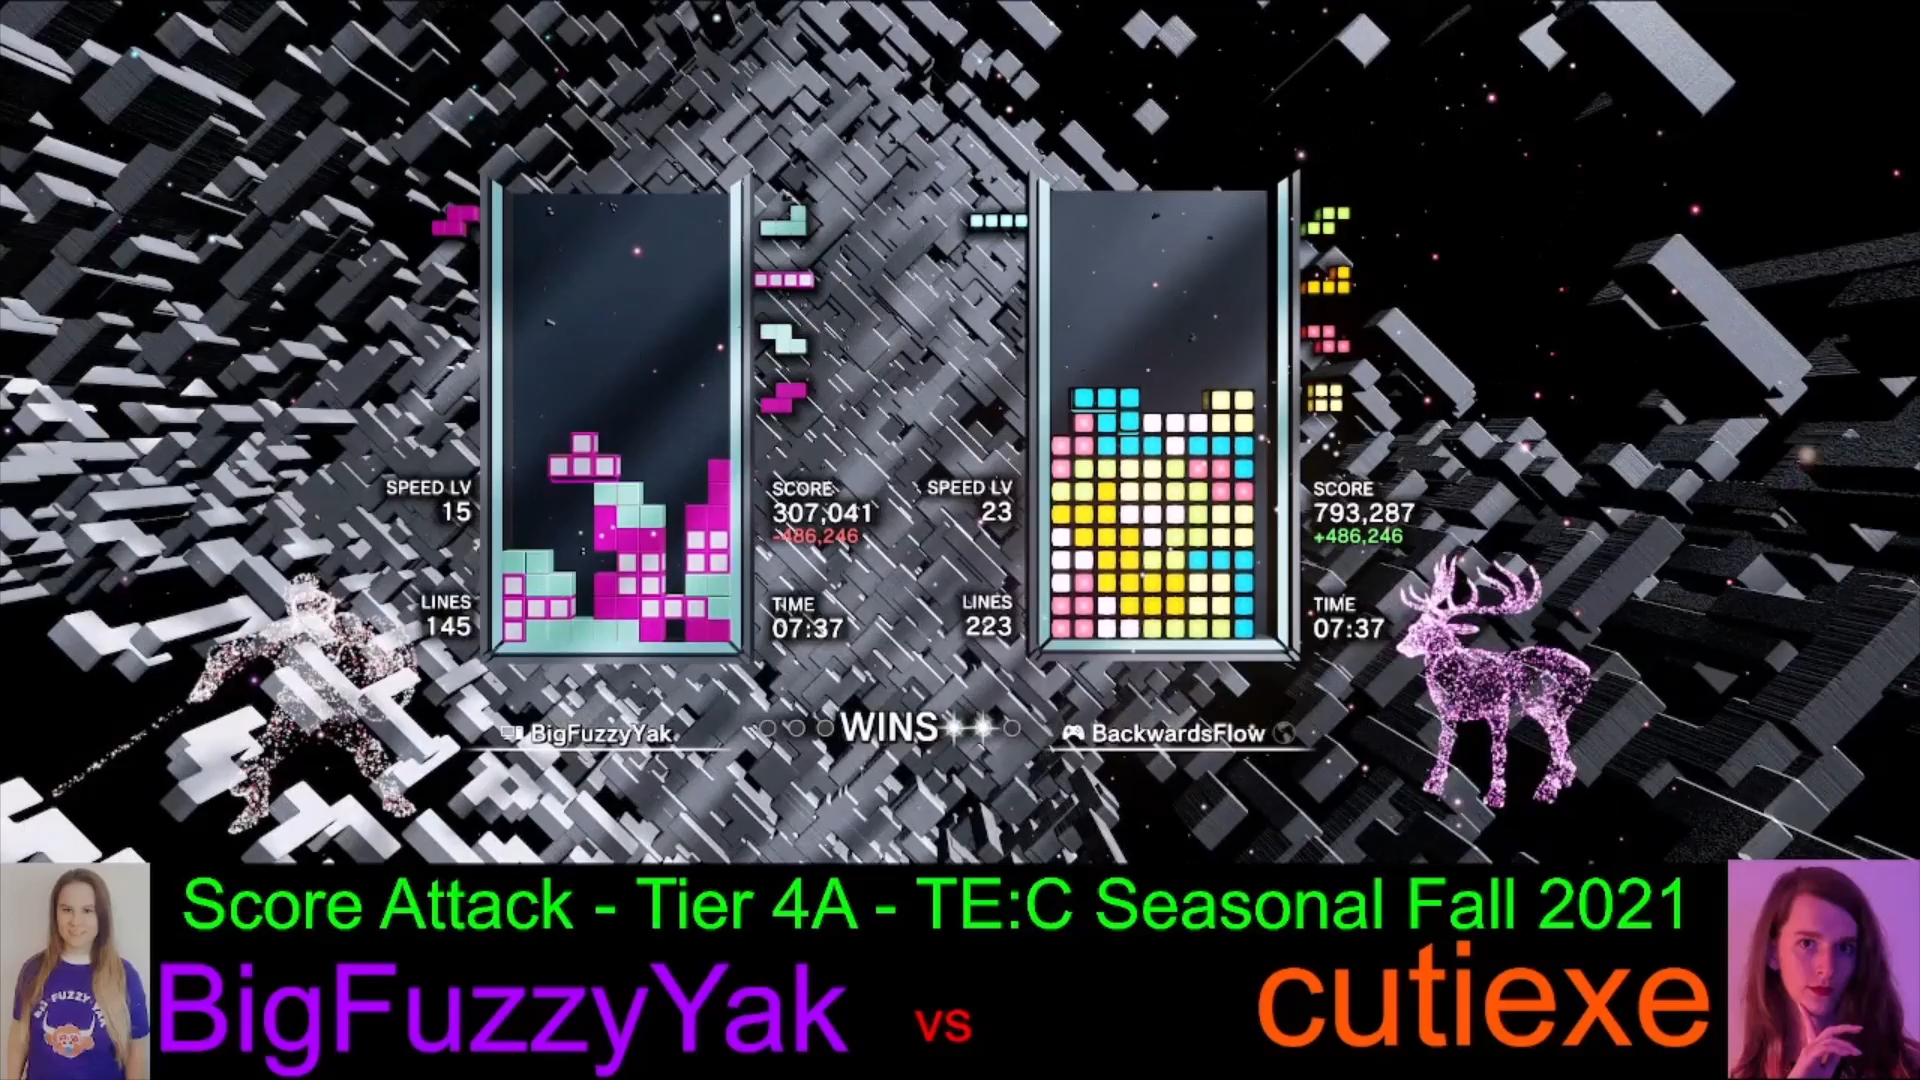 SPEED LV
15
SCORE
307,041
-486,246
LINES
145
TIME
07:37
SPEED LV
23
SCORE
793,287
+486,246
LINES
223
TIME
07:37
BigFuzzyYak
WINS
BackwardsFlow
Score Attack - Tier 4A - TE:C Seasonal Fall 2021
BigFuzzyYak
vs
cutiexe
FUZZY